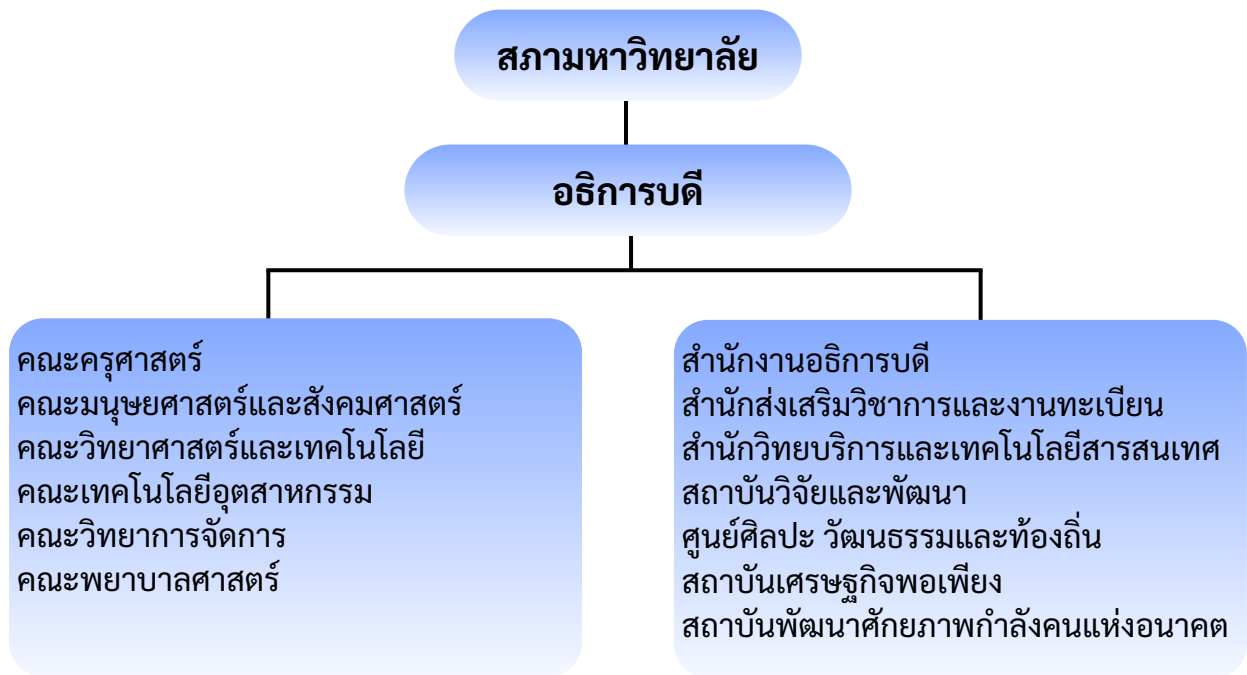 สภามหาวิทยาลัย
อธิการบดี
คณะครุศาสตร์
คณะมนุษยศาสตร์และสังคมศาสตร์
คณะวิทยาศาสตร์และเทคโนโลยี
คณะเทคโนโลยีอุตสาหกรรม
คณะวิทยาการจัดการ
คณะพยาบาลศาสตร์
สำนักงานอธิการบดี
สำนักส่งเสริมวิชาการและงานทะเบียน
สำนักวิทยบริการและเทคโนโลยีสารสนเทศ
สถาบันวิจัยและพัฒนา
ศูนย์ศิลปะ วัฒนธรรมและท้องถิ่น
สถาบันเศรษฐกิจพอเพียง
สถาบันพัฒนาศักยภาพกำลังคนแห่งอนาคต